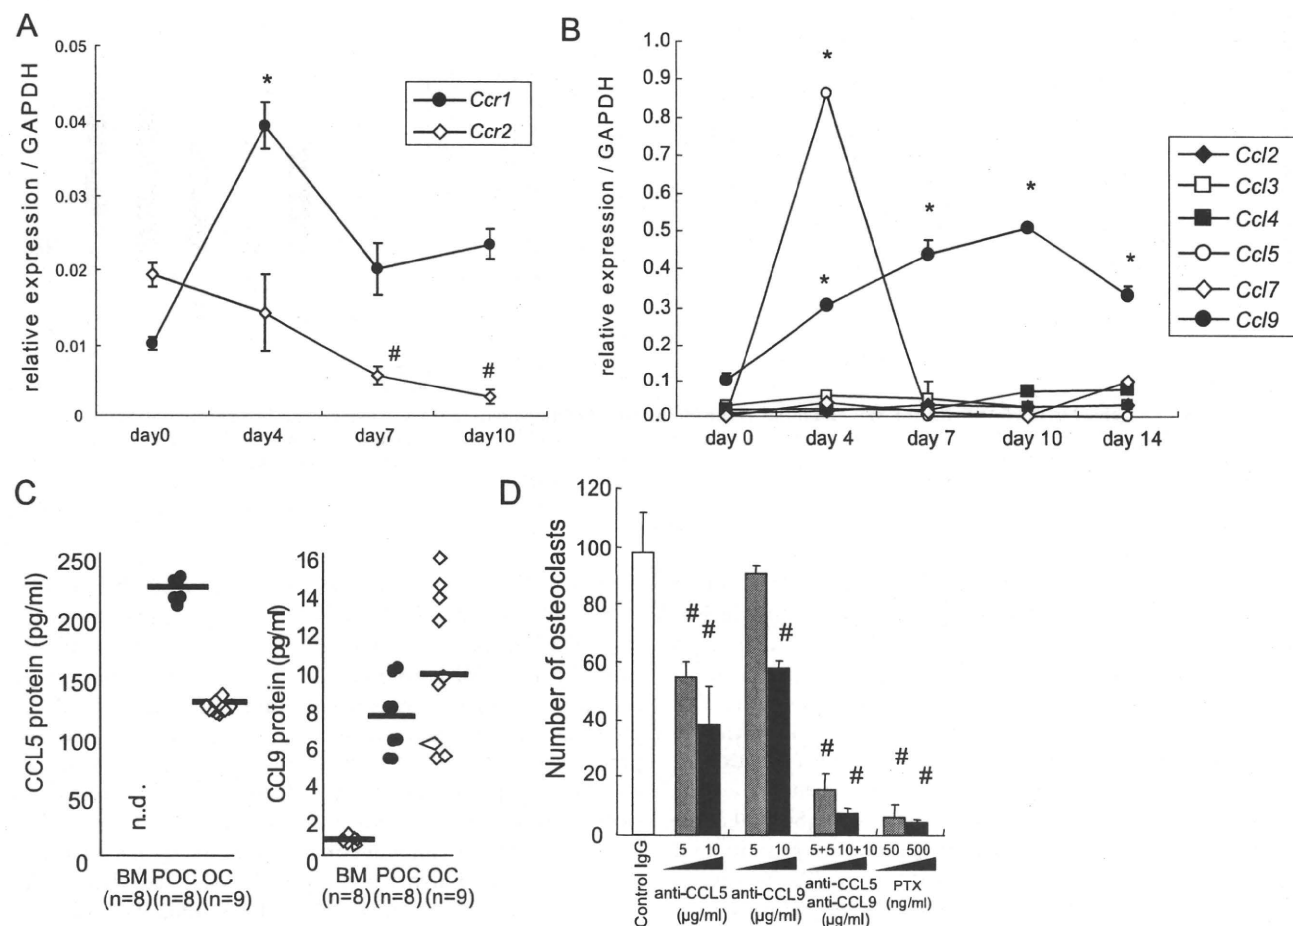 A
0.05
0.04
0.03
0.02
0.01
0
relative expression / GAPDH
*
#
#
day0 day4 day7 day10
Ccr1
Ccr2
B
1.0
0.9
0.8
0.7
0.6
0.5
0.4
0.3
0.2
0.1
0.0
relative expression / GAPDH
*
*
*
*
*
day 0 day 4 day 7 day 10 day 14
Ccl2
Ccl3
Ccl4
Ccl5
Ccl7
Ccl9
C
250
200
150
100
50
0
CCL5 protein (pg/ml)
n.d.
BM POC OC
(n=8) (n=8) (n=9)
16
14
12
10
8
6
4
2
0
CCL9 protein (pg/ml)
BM POC OC
(n=8) (n=8) (n=9)
D
120
100
80
60
40
20
0
Number of osteoclasts
# #
#
# #
# #
Control IgG
5 10 5 10 5+5 10+10 50 500
anti-CCL5
(µg/ml)
anti-CCL9
(µg/ml)
anti-CCL5
anti-CCL9
(µg/ml)
PTX
(ng/ml)